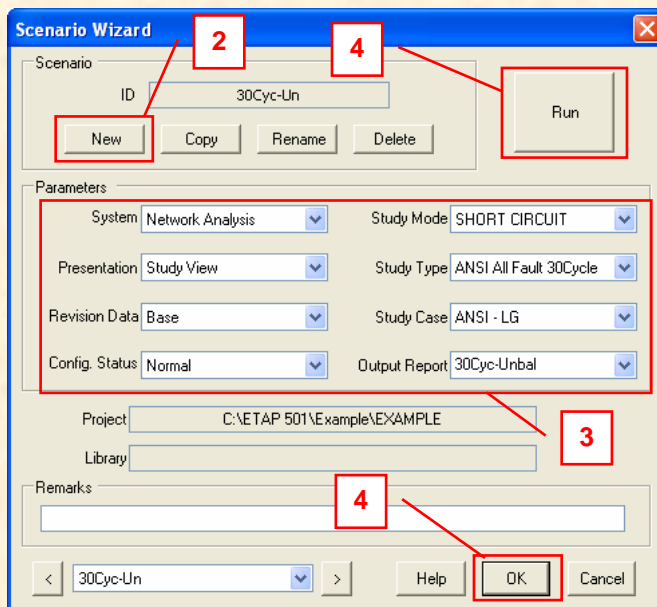 Scenario Wizard
2
4
Scenario
ID 30Cyc-Un
New Copy Rename Delete
Run
Parameters
System Network Analysis Study Mode SHORT CIRCUIT
Presentation Study View Study Type ANSI All Fault 30Cycle
Revision Data Base Study Case ANSI - LG
Config. Status Normal Output Report 30Cyc-Unbal
Project C:\ETAP 501\Example\EXAMPLE
3
Library
Remarks
4
< 30Cyc-Un > Help OK Cancel